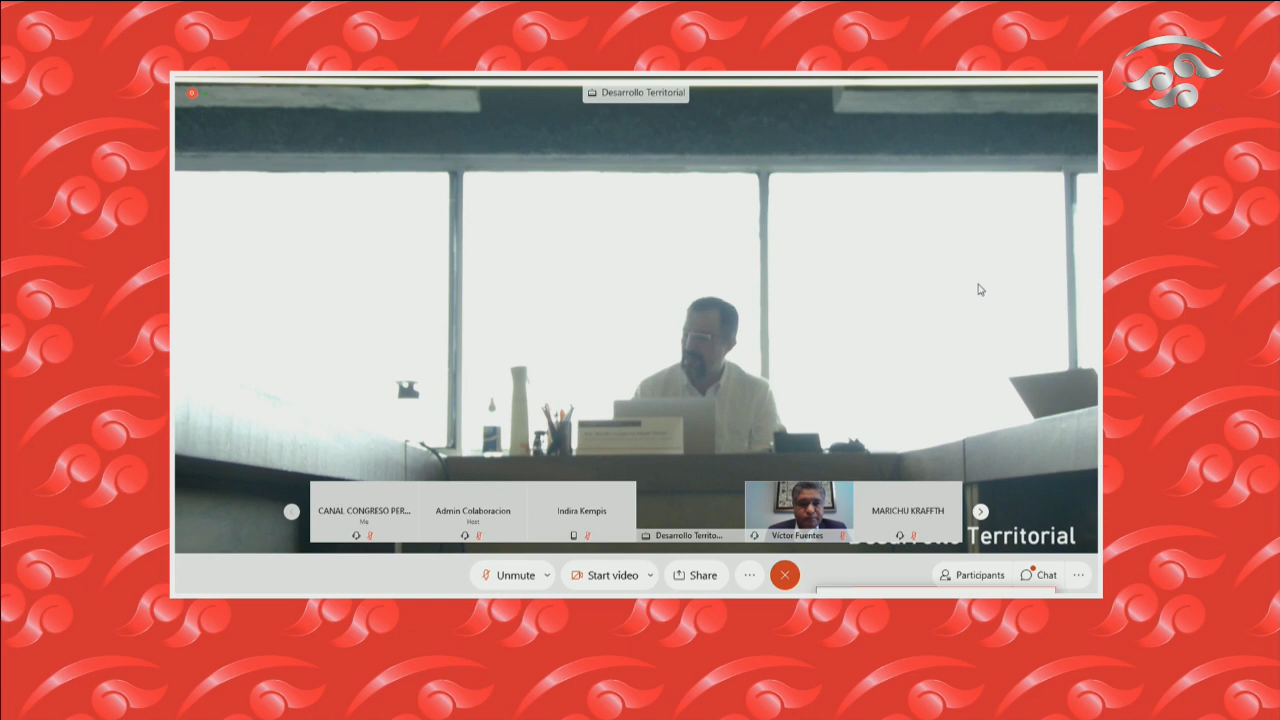 Desarrollo Territorial
CANAL CONGRESO PER...
Me
Admin Colaboracion
Host
Indira Kempis
Desarrollo Territo...
Víctor Fuentes
MARICHU KRAFFTH
Territorial
Unmute
Start video
Share
Participants
Chat